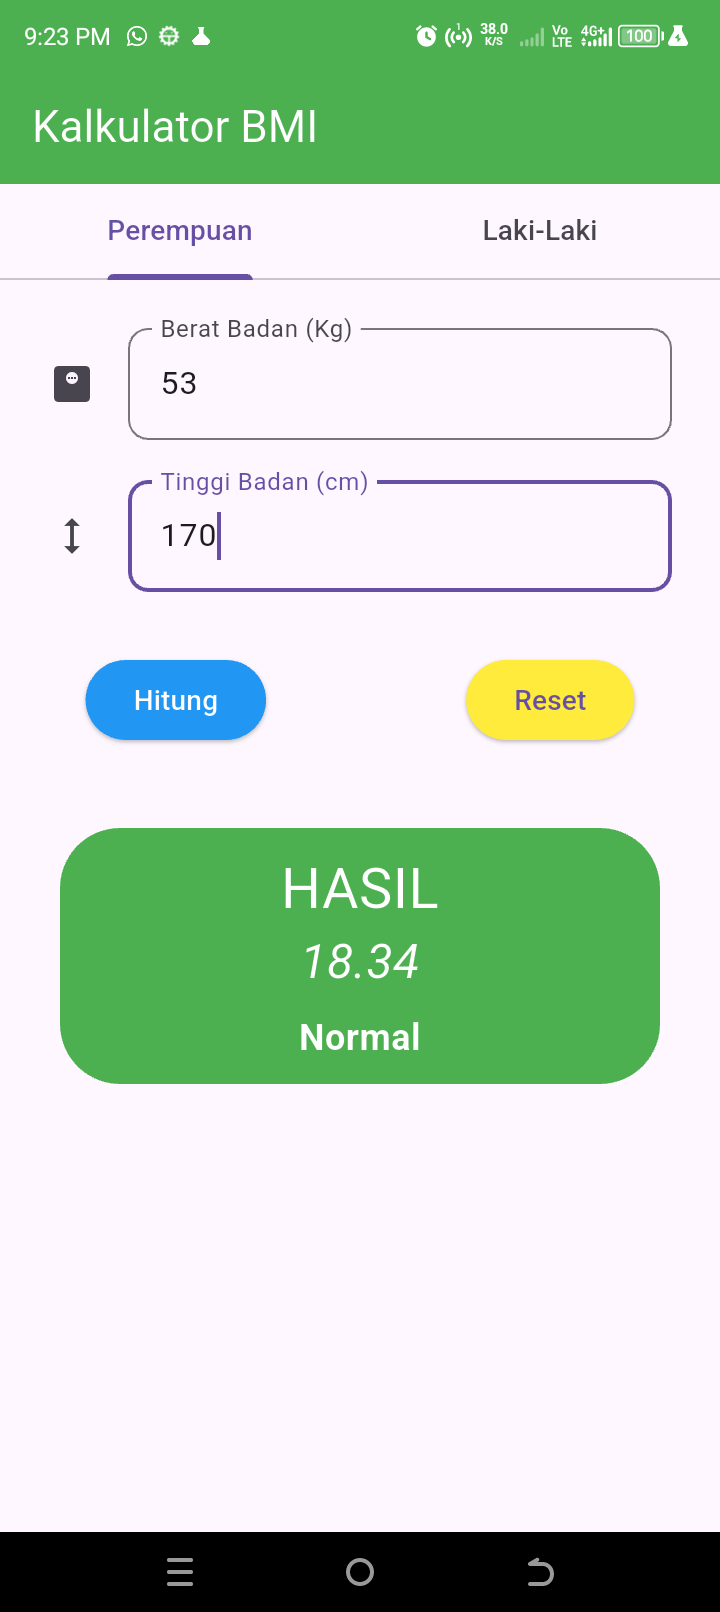 9:23 PM 1 38.0 K/S Vo LTE 4G+ 100
Kalkulator BMI
Perempuan Laki-Laki
Berat Badan (Kg)
53
Tinggi Badan (cm)
170
Hitung Reset
HASIL
18.34
Normal